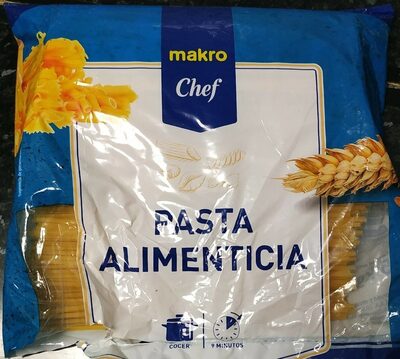 makro
Chef
PASTA
ALIMENTICIA
COCER
9 MINUTOS